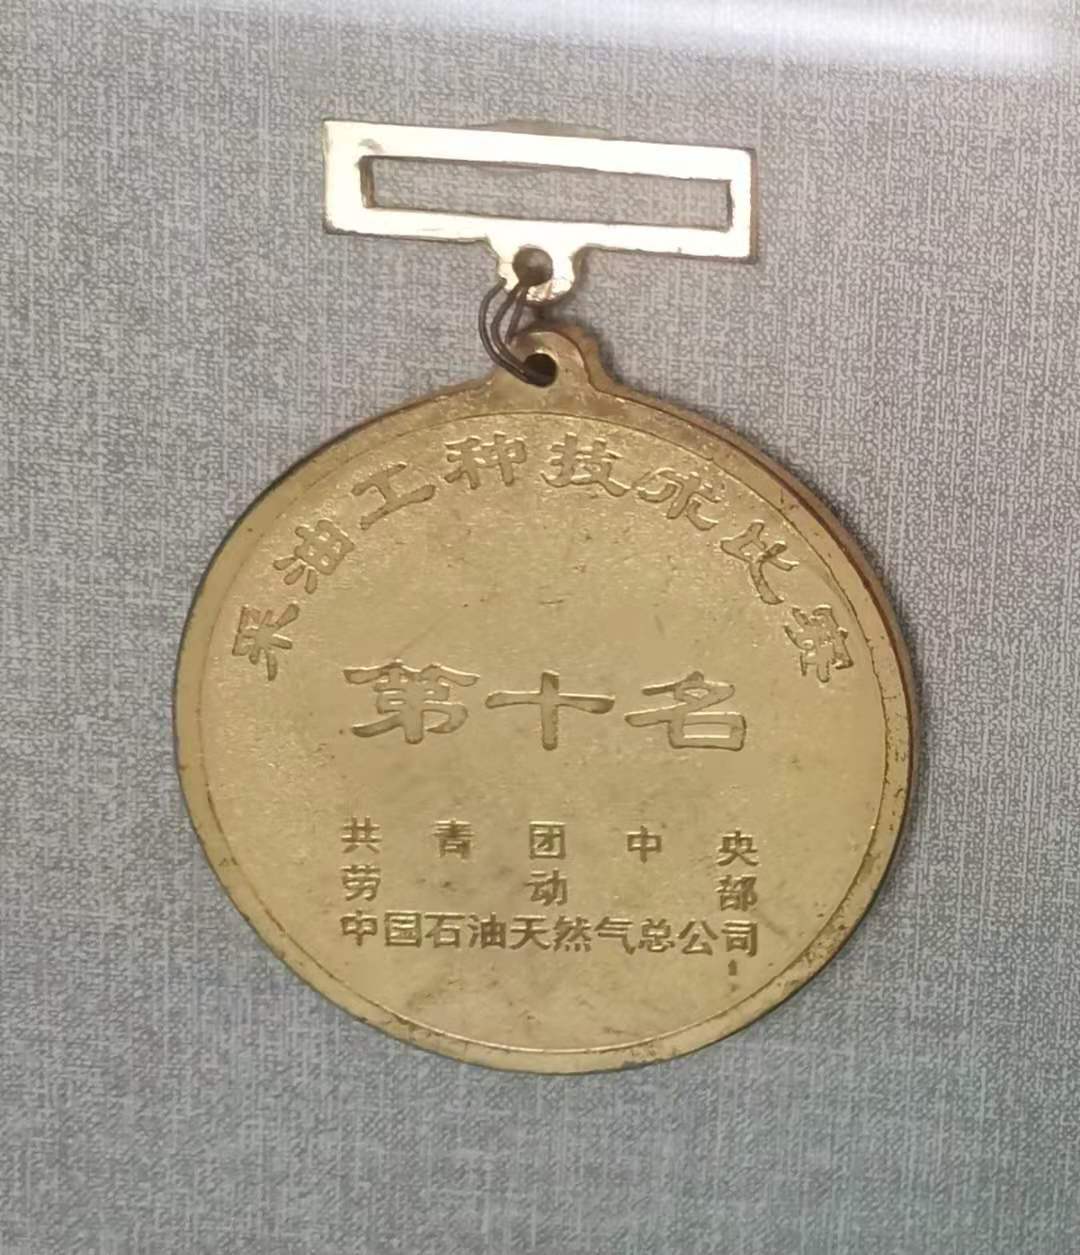 采油工种技术比赛
第十名
共青团中央
劳动部
中国石油天然气总公司